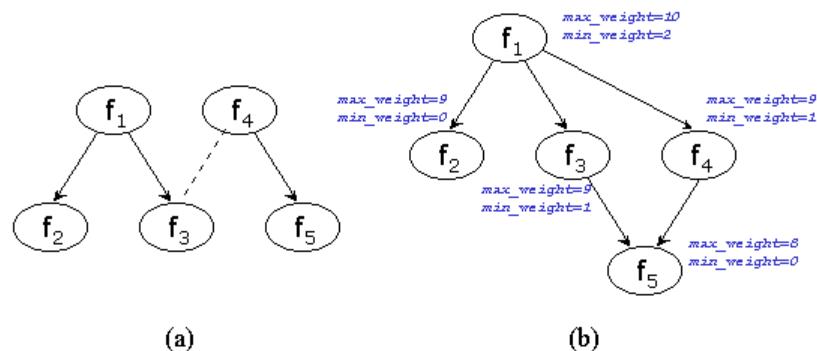 max_weight=10
min_weight=2
f1
f1
f4
max_weight=9
min_weight=0
max_weight=9
min_weight=1
f2
f3
f4
f2
f3
f5
max_weight=9
min_weight=1
max_weight=8
min_weight=0
f5
(a)
(b)